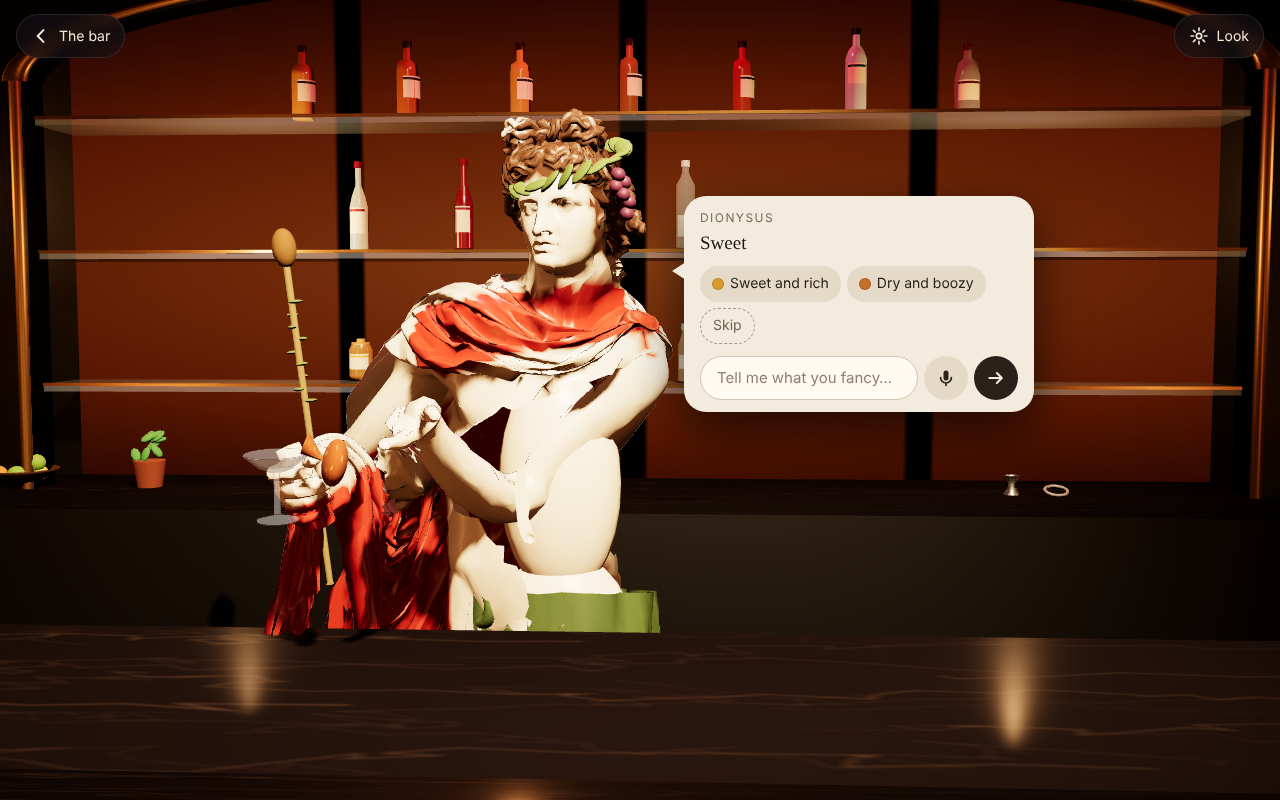 The bar
Look
DIONYSUS
Sweet
Sweet and rich
Dry and boozy
Skip
Tell me what you fancy...